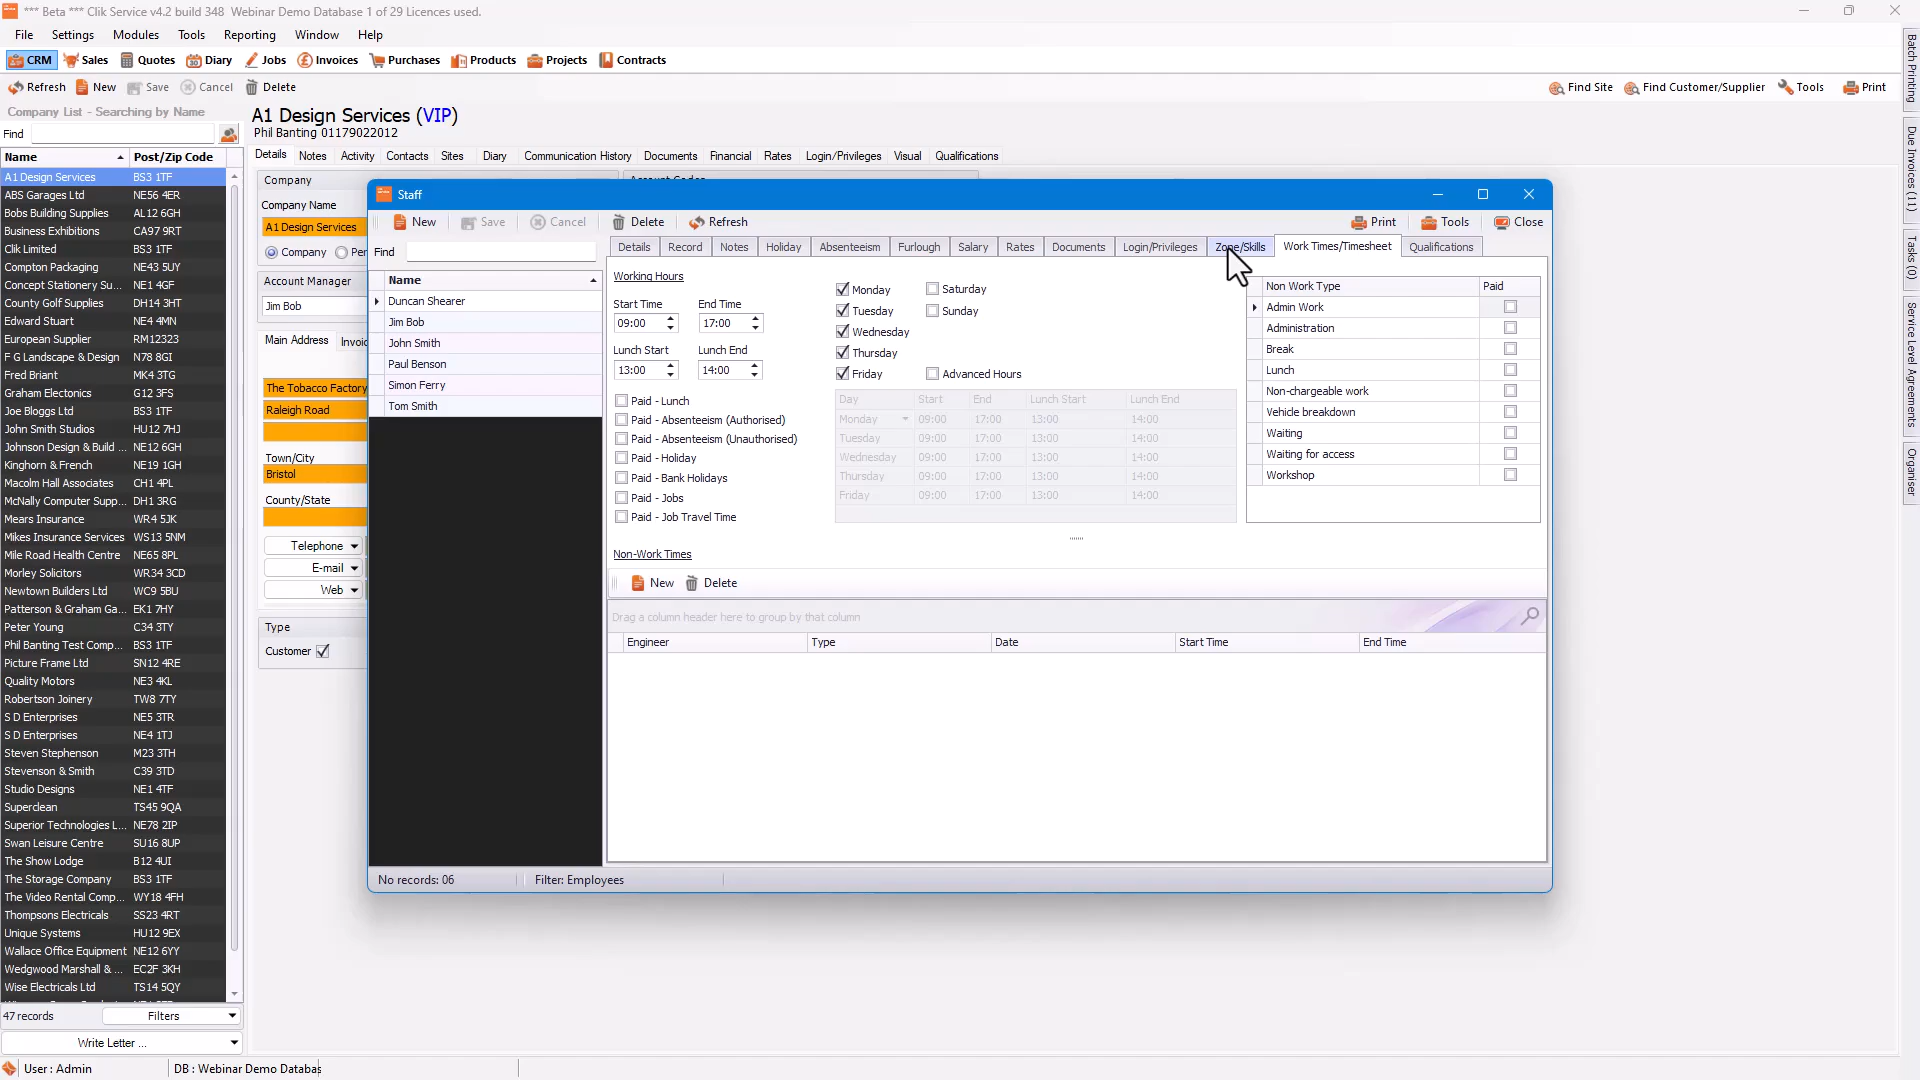 *** Beta *** Clik Service v4.2 build 348 Webinar Demo Database 1 of 29 Licences used.
File Settings Modules Tools Reporting Window Help
CRM Sales Quotes Diary Jobs Invoices Purchases Products Projects Contracts
Refresh New Save Cancel Delete Find Site Find Customer/Supplier Tools Print
Company List - Searching by Name
Find
Name Post/Zip Code
A1 Design Services BS3 1TF
ABS Garages Ltd NE56 4ER
Bobs Building Supplies AL12 6GH
Business Exhibitions CA97 9RT
Clik Limited BS3 1TF
Compton Packaging NE43 5UY
Concept Stationery Su... NE1 4GF
County Golf Supplies DH14 3HT
Edward Stuart NE4 4MN
European Supplier RM12323
F G Landscape & Design N78 8GI
Fred Briant MK4 3TG
Graham Electonics G12 3FS
Joe Bloggs Ltd BS3 1TF
John Smith Studios HU12 7HJ
Johnson Design & Build ... NE12 6GH
Kinghorn & French NE19 1GH
Macolm Hall Associates CH1 4PL
McNally Computer Supp... DH1 3RG
Mears Insurance WR4 5JK
Mikes Insurance Services WS13 5NM
Mile Road Health Centre NE65 8PL
Morley Solicitors WR34 3CD
Newtown Builders Ltd WC9 5BU
Patterson & Graham Ga... EK1 7HY
Peter Young C34 3TY
Phil Banting Test Comp... BS3 1TF
Picture Frame Ltd SN12 4RE
Quality Motors NE3 4KL
Robertson Joinery TW8 7TY
S D Enterprises NE5 3TR
S D Enterprises NE4 1TJ
Steven Stephenson M23 3TH
Stevenson & Smith C39 3TD
Studio Designs NE1 4TF
Superclean TS45 9QA
Superior Technologies L... NE78 2IP
Swan Leisure Centre SU16 8UP
The Show Lodge B12 4UI
The Storage Company BS3 1TF
The Video Rental Comp... WY18 4FH
Thompsons Electricals SS23 4RT
Unique Systems HU12 9EX
Wallace Office Equipment NE12 6YY
Wedgwood Marshall & ... EC2F 3KH
Wise Electricals Ltd TS14 5QY
47 records Filters
Write Letter ...
User : Admin DB : Webinar Demo Databas
A1 Design Services (VIP)
Phil Banting 01179022012
Details Notes Activity Contacts Sites Diary Communication History Documents Financial Rates Login/Privileges Visual Qualifications
Company
Company Name
A1 Design Services
Company Per
Account Manager
Jim Bob
Main Address Invoic
The Tobacco Factory
Raleigh Road
Town/City
Bristol
County/State
Telephone
E-mail
Web
Type
Customer
Staff
New Save Cancel Delete Refresh Print Tools Close
Find
Name
Duncan Shearer
Jim Bob
John Smith
Paul Benson
Simon Ferry
Tom Smith
No records: 06 Filter: Employees
Details Record Notes Holiday Absenteeism Furlough Salary Rates Documents Login/Privileges Zone/Skills Work Times/Timesheet Qualifications
Working Hours
Start Time End Time
09:00 17:00
Lunch Start Lunch End
13:00 14:00
Paid - Lunch
Paid - Absenteeism (Authorised)
Paid - Absenteeism (Unauthorised)
Paid - Holiday
Paid - Bank Holidays
Paid - Jobs
Paid - Job Travel Time
Monday Saturday
Tuesday Sunday
Wednesday
Thursday
Friday Advanced Hours
Day Start End Lunch Start Lunch End
Monday 09:00 17:00 13:00 14:00
Tuesday 09:00 17:00 13:00 14:00
Wednesday 09:00 17:00 13:00 14:00
Thursday 09:00 17:00 13:00 14:00
Friday 09:00 17:00 13:00 14:00
Non Work Type Paid
Admin Work
Administration
Break
Lunch
Non-chargeable work
Vehicle breakdown
Waiting
Waiting for access
Workshop
Non-Work Times
New Delete
Drag a column header here to group by that column
Engineer Type Date Start Time End Time
Batch Printing
Due Invoices (11)
Tasks (0)
Service Level Agreements
Organiser